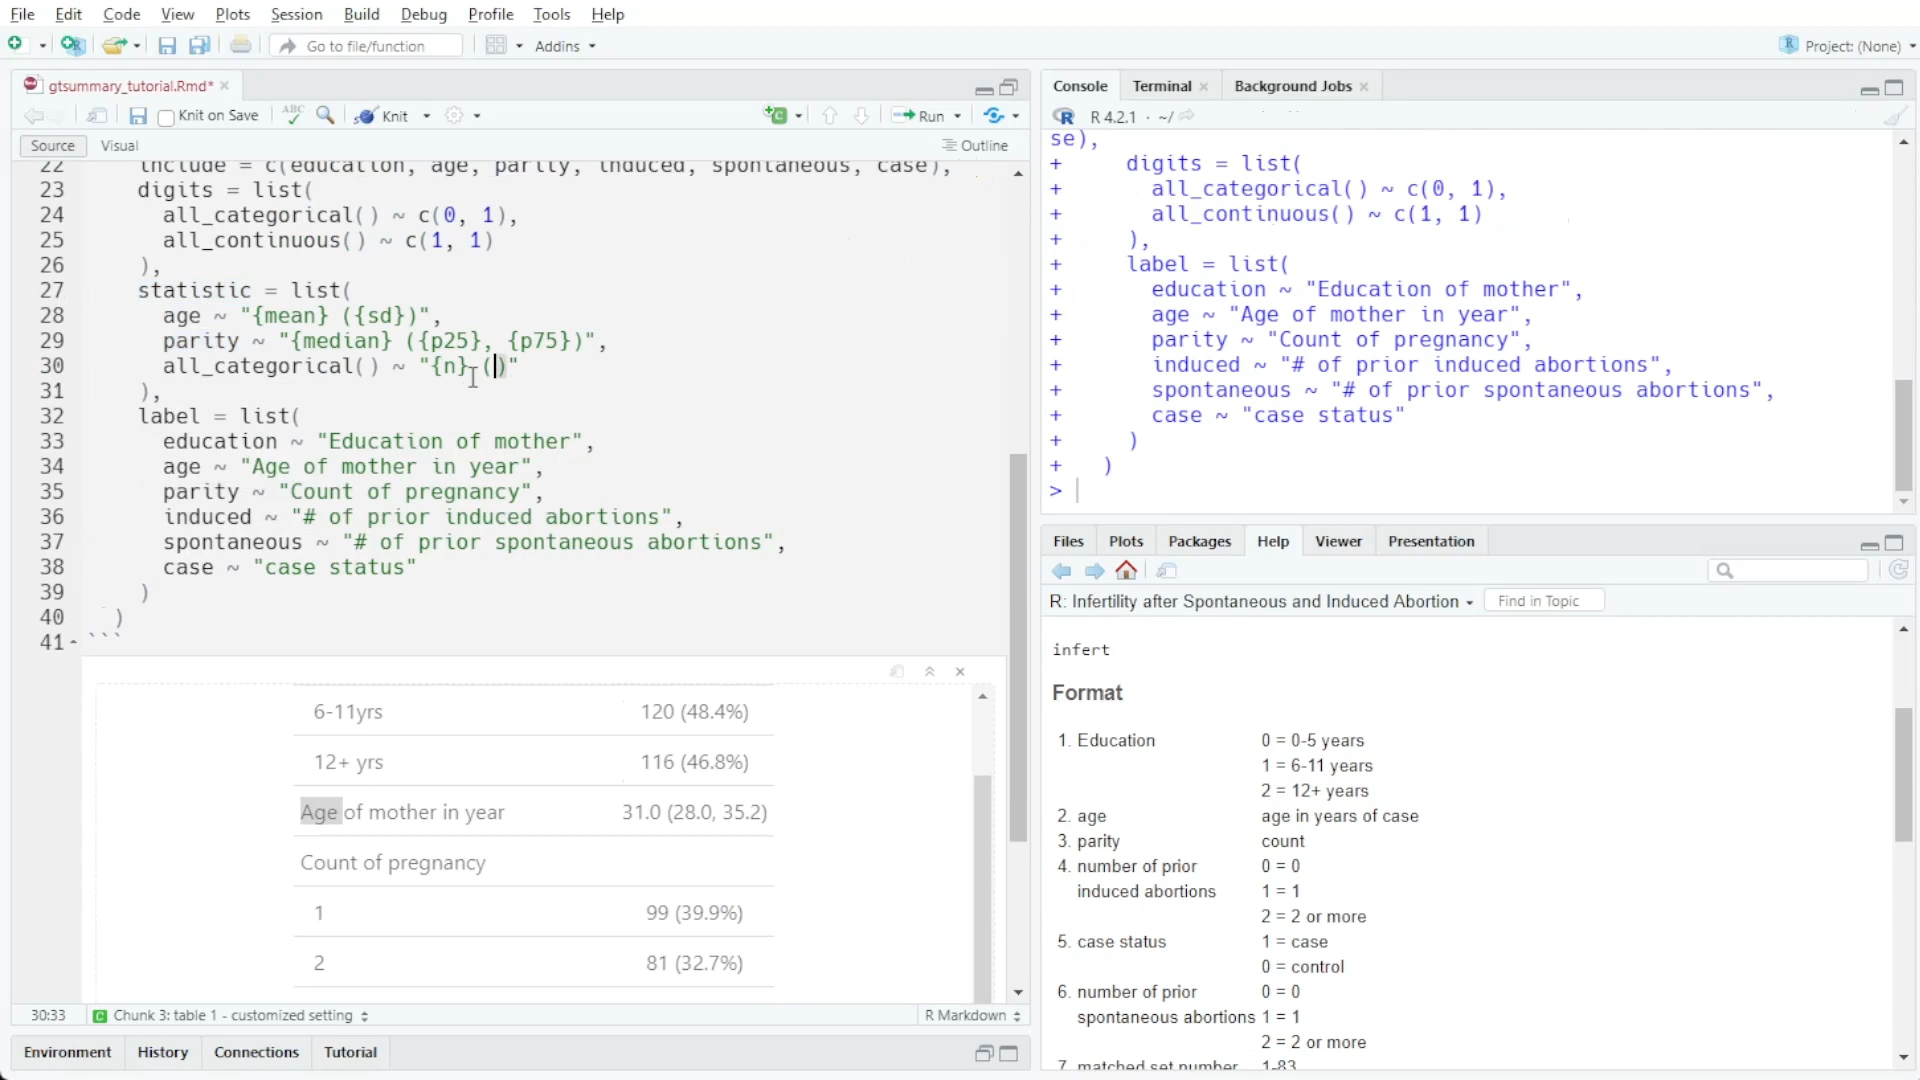 File Edit Code View Plots Session Build Debug Profile Tools Help
Go to file/function Addins Project: (None)
gtsummary_tutorial.Rmd*
Knit on Save ABC Knit Run
Source Visual Outline
22 include = c(education, age, parity, induced, spontaneous, case),
23 digits = list(
24 all_categorical() ~ c(0, 1),
25 all_continuous() ~ c(1, 1)
26 ),
27 statistic = list(
28 age ~ "{mean} ({sd})",
29 parity ~ "{median} ({p25}, {p75})",
30 all_categorical() ~ "{n} ()"
31 ),
32 label = list(
33 education ~ "Education of mother",
34 age ~ "Age of mother in year",
35 parity ~ "Count of pregnancy",
36 induced ~ "# of prior induced abortions",
37 spontaneous ~ "# of prior spontaneous abortions",
38 case ~ "case status"
39 )
40 )
41 ```
6-11yrs 120 (48.4%)
12+ yrs 116 (46.8%)
Age of mother in year 31.0 (28.0, 35.2)
Count of pregnancy
1 99 (39.9%)
2 81 (32.7%)
30:33 C Chunk 3: table 1 - customized setting R Markdown
Environment History Connections Tutorial
Console Terminal Background Jobs
R R 4.2.1 · ~/
se),
+ digits = list(
+ all_categorical() ~ c(0, 1),
+ all_continuous() ~ c(1, 1)
+ ),
+ label = list(
+ education ~ "Education of mother",
+ age ~ "Age of mother in year",
+ parity ~ "Count of pregnancy",
+ induced ~ "# of prior induced abortions",
+ spontaneous ~ "# of prior spontaneous abortions",
+ case ~ "case status"
+ )
+ )
>
Files Plots Packages Help Viewer Presentation
R: Infertility after Spontaneous and Induced Abortion Find in Topic
infert
Format
1. Education 0 = 0-5 years
1 = 6-11 years
2 = 12+ years
2. age age in years of case
3. parity count
4. number of prior 0 = 0
induced abortions 1 = 1
2 = 2 or more
5. case status 1 = case
0 = control
6. number of prior 0 = 0
spontaneous abortions 1 = 1
2 = 2 or more
7. matched set number 1-83